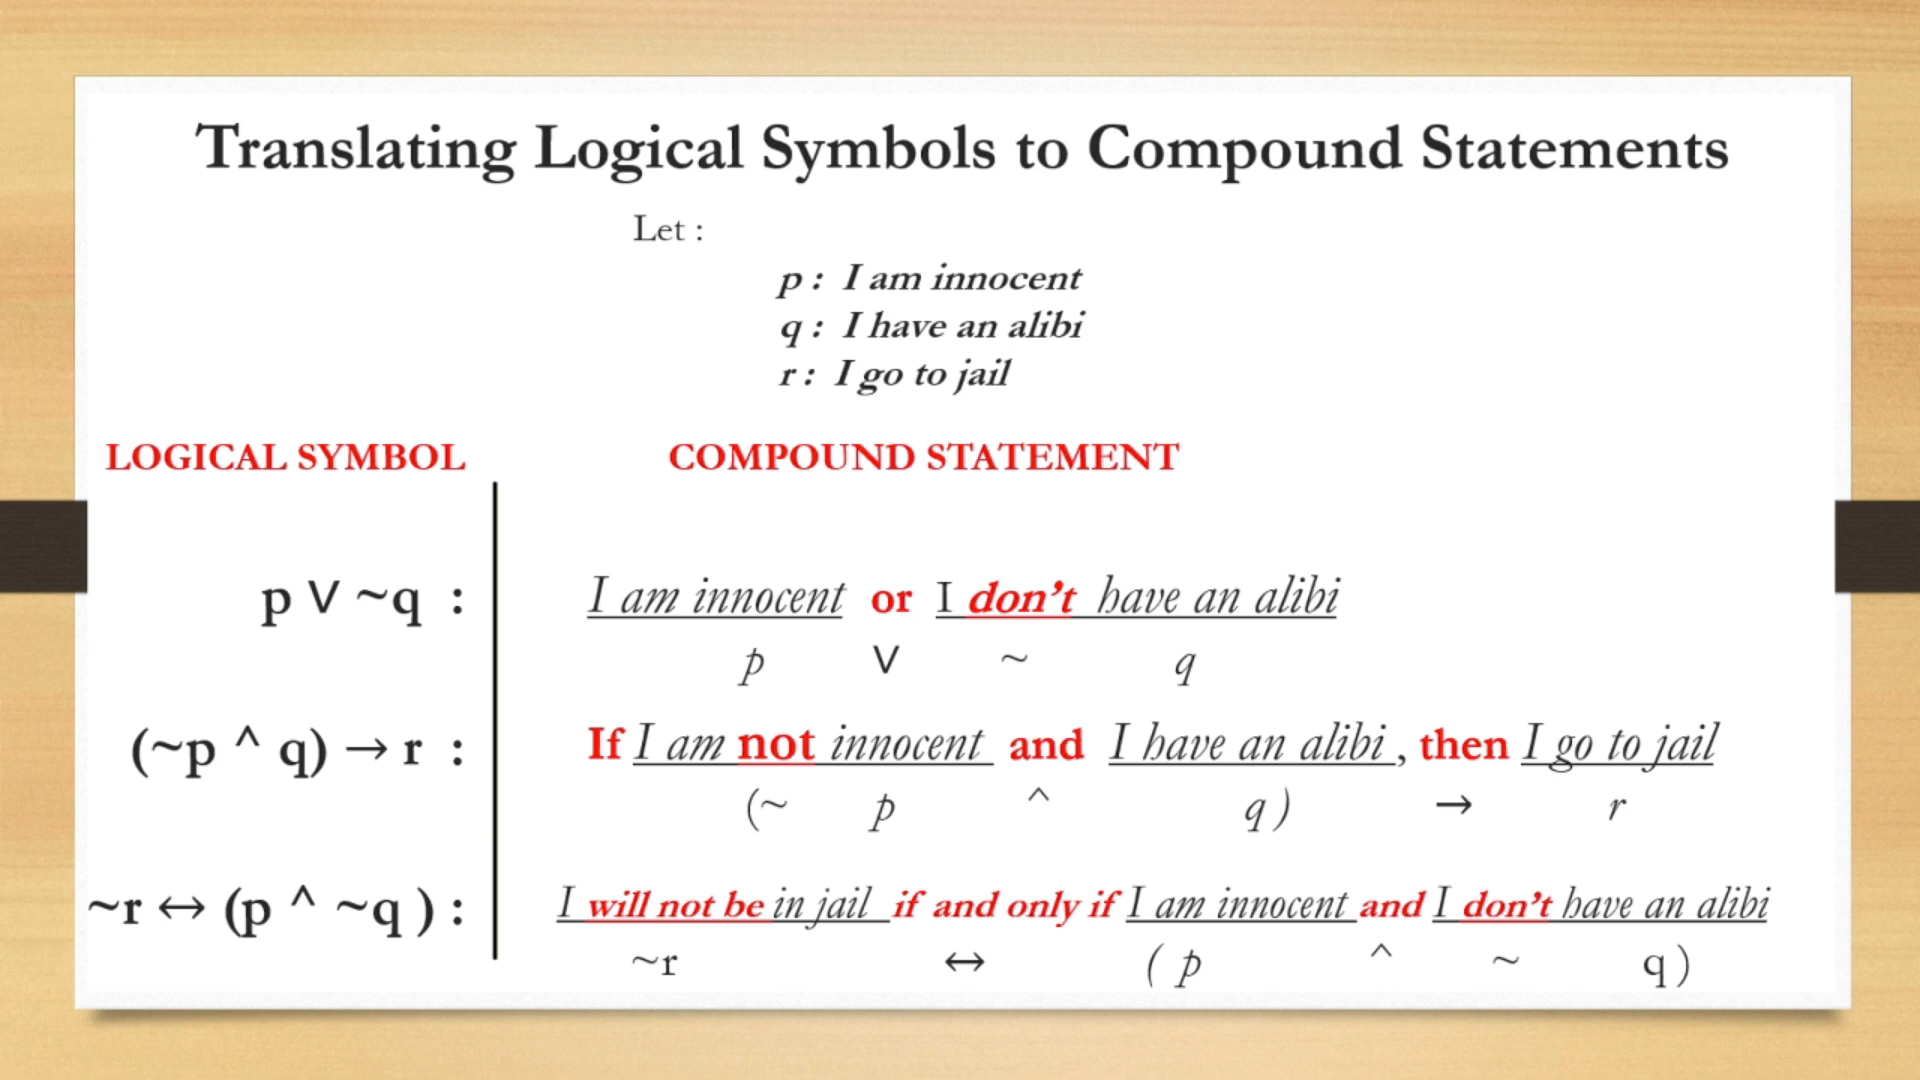 Translating Logical Symbols to Compound Statements
Let :
p : I am innocent
q : I have an alibi
r : I go to jail
LOGICAL SYMBOL COMPOUND STATEMENT
p V ~q : I am innocent or I don't have an alibi
p V ~ q
(~p ^ q) → r : If I am not innocent and I have an alibi , then I go to jail
(~ p ^ q ) → r
~r ↔ (p ^ ~q ) : I will not be in jail if and only if I am innocent and I don't have an alibi
~r ↔ ( p ^ ~ q )